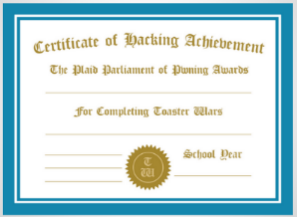 Certificate of Hacking Achievement
The Plaid Parliament of Pwning Awards
For Completing Toaster Wars
School Year
T
W